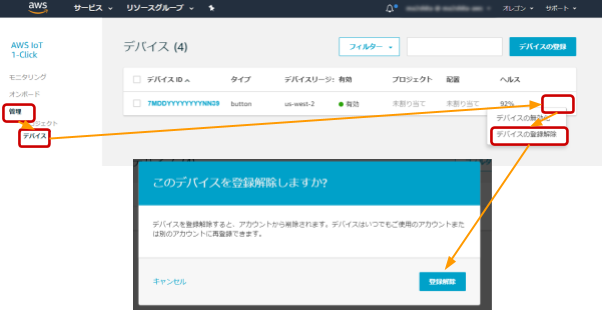 aws サービス リソースグループ オレゴン サポート
AWS IoT
1-Click
モニタリング
オンボード
管理
プロジェクト
デバイス
デバイス (4)
フィルター
デバイスの登録
デバイス ID タイプ デバイスリージ: 有効 プロジェクト 配置 ヘルス
7MDDYYYYYYYNN39 button us-west-2 有効 未割り当て 未割り当て 92%
デバイスの無効化
デバイスの登録解除
このデバイスを登録解除しますか?
デバイスを登録解除すると、アカウントから削除されます。デバイスはいつでもご使用のアカウントまた
は別のアカウントに再登録できます。
キャンセル
登録解除